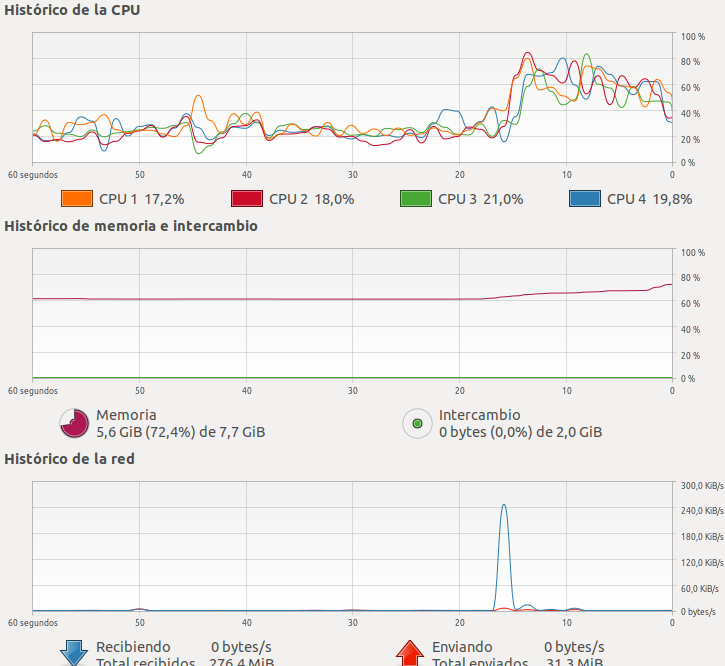 Histórico de la CPU
100 %
80 %
60 %
40 %
20 %
0 %
60 segundos 50 40 30 20 10 0
CPU 1 17,2% CPU 2 18,0% CPU 3 21,0% CPU 4 19,8%
Histórico de memoria e intercambio
100 %
80 %
60 %
40 %
20 %
0 %
60 segundos 50 40 30 20 10 0
Memoria
5,6 GiB (72,4%) de 7,7 GiB
Intercambio
0 bytes (0,0%) de 2,0 GiB
Histórico de la red
300,0 KiB/s
240,0 KiB/s
180,0 KiB/s
120,0 KiB/s
60,0 KiB/s
0 bytes/s
60 segundos 50 40 30 20 10 0
Recibiendo 0 bytes/s
Total recibidos 276,4 MiB
Enviando 0 bytes/s
Total enviados 31,3 MiB